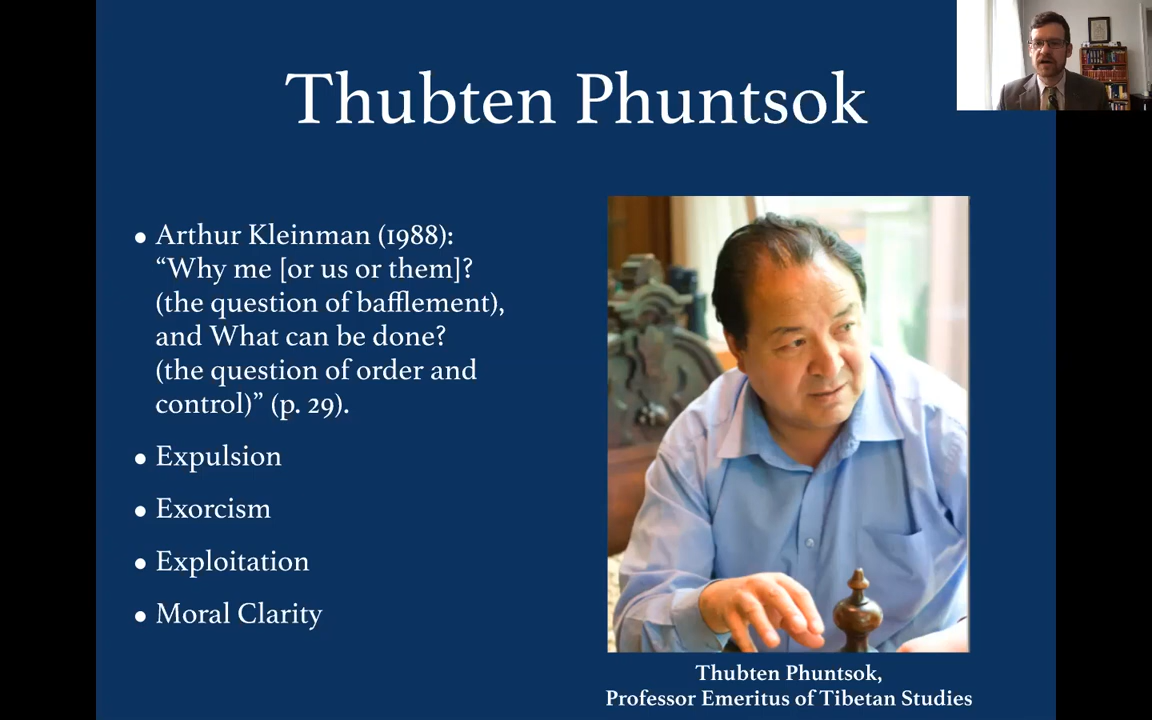 Thubten Phuntsok
• Arthur Kleinman (1988):
“Why me [or us or them]?
(the question of bafflement),
and What can be done?
(the question of order and
control)” (p. 29).
• Expulsion
• Exorcism
• Exploitation
• Moral Clarity
Thubten Phuntsok,
Professor Emeritus of Tibetan Studies